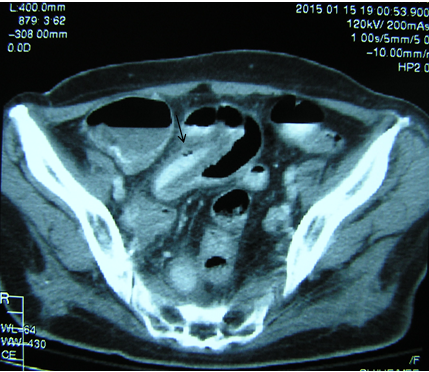 L:400.0mm
879: 3:62
-308.00mm
0.0D
2015 01 15 19 00 53.900
120kV/ 200mAs
1 00s/5mm/5 0
-10.00mm/r
HP2 0
R
WL-64
WW-430
CE
/F